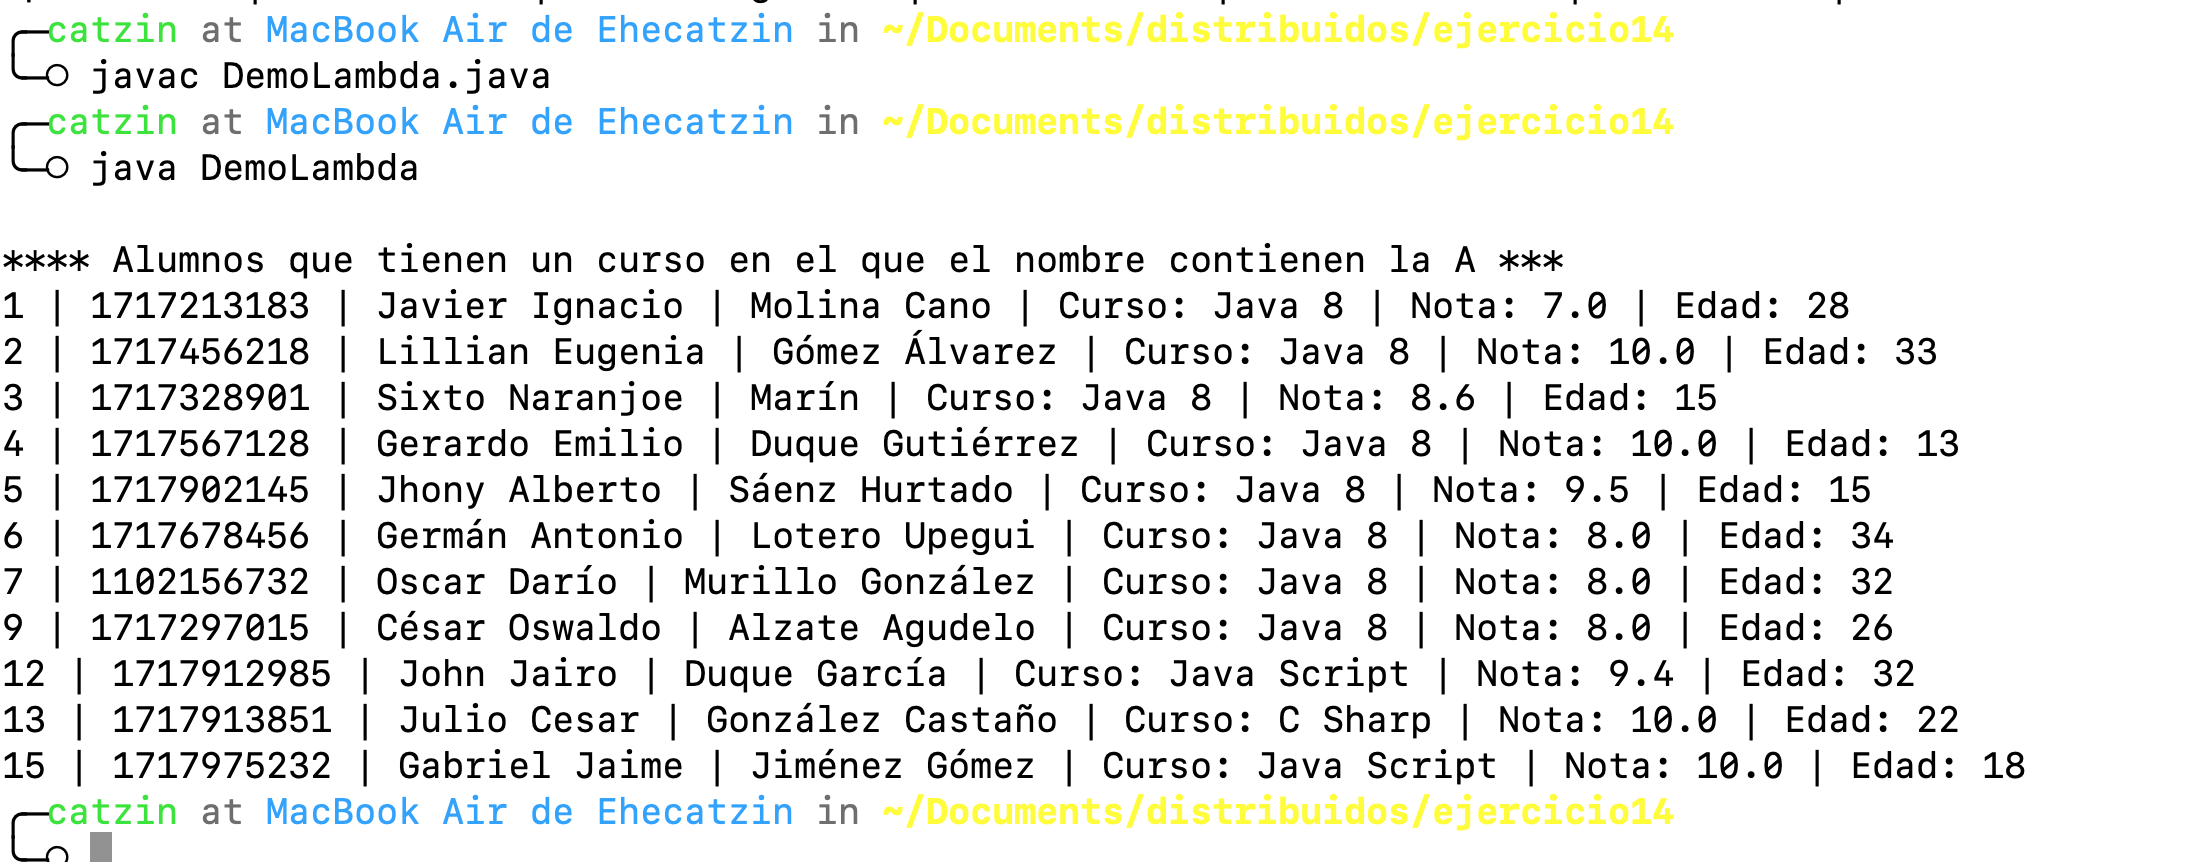 catzin at MacBook Air de Ehecatzin in ~/Documents/distribuidos/ejercicio14
javac DemoLambda.java
catzin at MacBook Air de Ehecatzin in ~/Documents/distribuidos/ejercicio14
java DemoLambda
**** Alumnos que tienen un curso en el que el nombre contienen la A ***
1 | 1717213183 | Javier Ignacio | Molina Cano | Curso: Java 8 | Nota: 7.0 | Edad: 28
2 | 1717456218 | Lillian Eugenia | Gómez Álvarez | Curso: Java 8 | Nota: 10.0 | Edad: 33
3 | 1717328901 | Sixto Naranjoe | Marín | Curso: Java 8 | Nota: 8.6 | Edad: 15
4 | 1717567128 | Gerardo Emilio | Duque Gutiérrez | Curso: Java 8 | Nota: 10.0 | Edad: 13
5 | 1717902145 | Jhony Alberto | Sáenz Hurtado | Curso: Java 8 | Nota: 9.5 | Edad: 15
6 | 1717678456 | Germán Antonio | Lotero Upegui | Curso: Java 8 | Nota: 8.0 | Edad: 34
7 | 1102156732 | Oscar Darío | Murillo González | Curso: Java 8 | Nota: 8.0 | Edad: 32
9 | 1717297015 | César Oswaldo | Alzate Agudelo | Curso: Java 8 | Nota: 8.0 | Edad: 26
12 | 1717912985 | John Jairo | Duque García | Curso: Java Script | Nota: 9.4 | Edad: 32
13 | 1717913851 | Julio Cesar | González Castaño | Curso: C Sharp | Nota: 10.0 | Edad: 22
15 | 1717975232 | Gabriel Jaime | Jiménez Gómez | Curso: Java Script | Nota: 10.0 | Edad: 18
catzin at MacBook Air de Ehecatzin in ~/Documents/distribuidos/ejercicio14